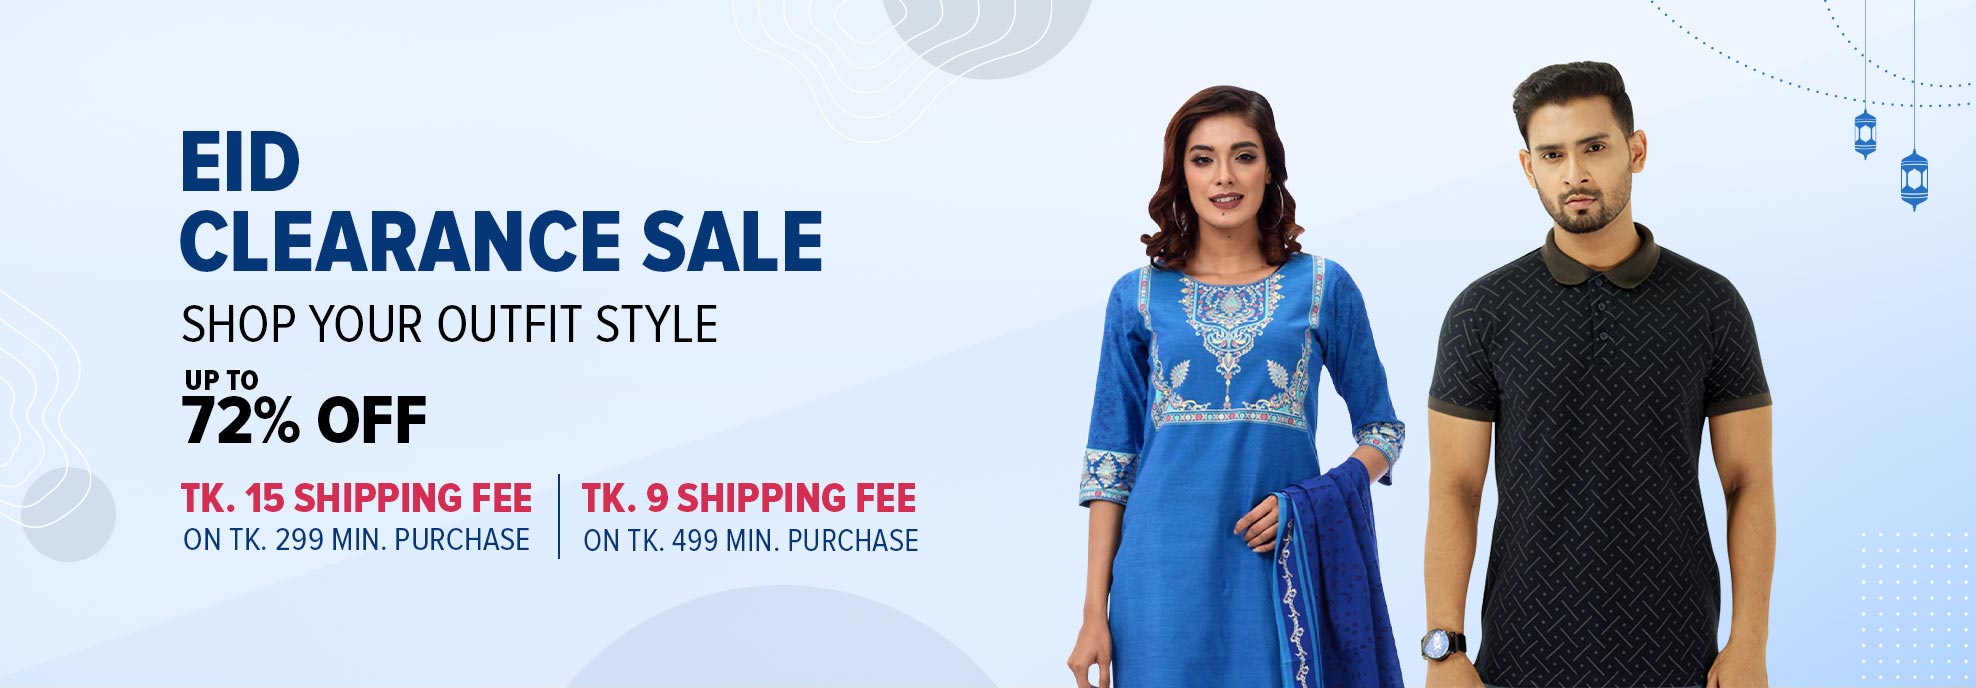 EID
CLEARANCE SALE
SHOP YOUR OUTFIT STYLE
UP TO
72% OFF
TK. 15 SHIPPING FEE
ON TK. 299 MIN. PURCHASE
TK. 9 SHIPPING FEE
ON TK. 499 MIN. PURCHASE